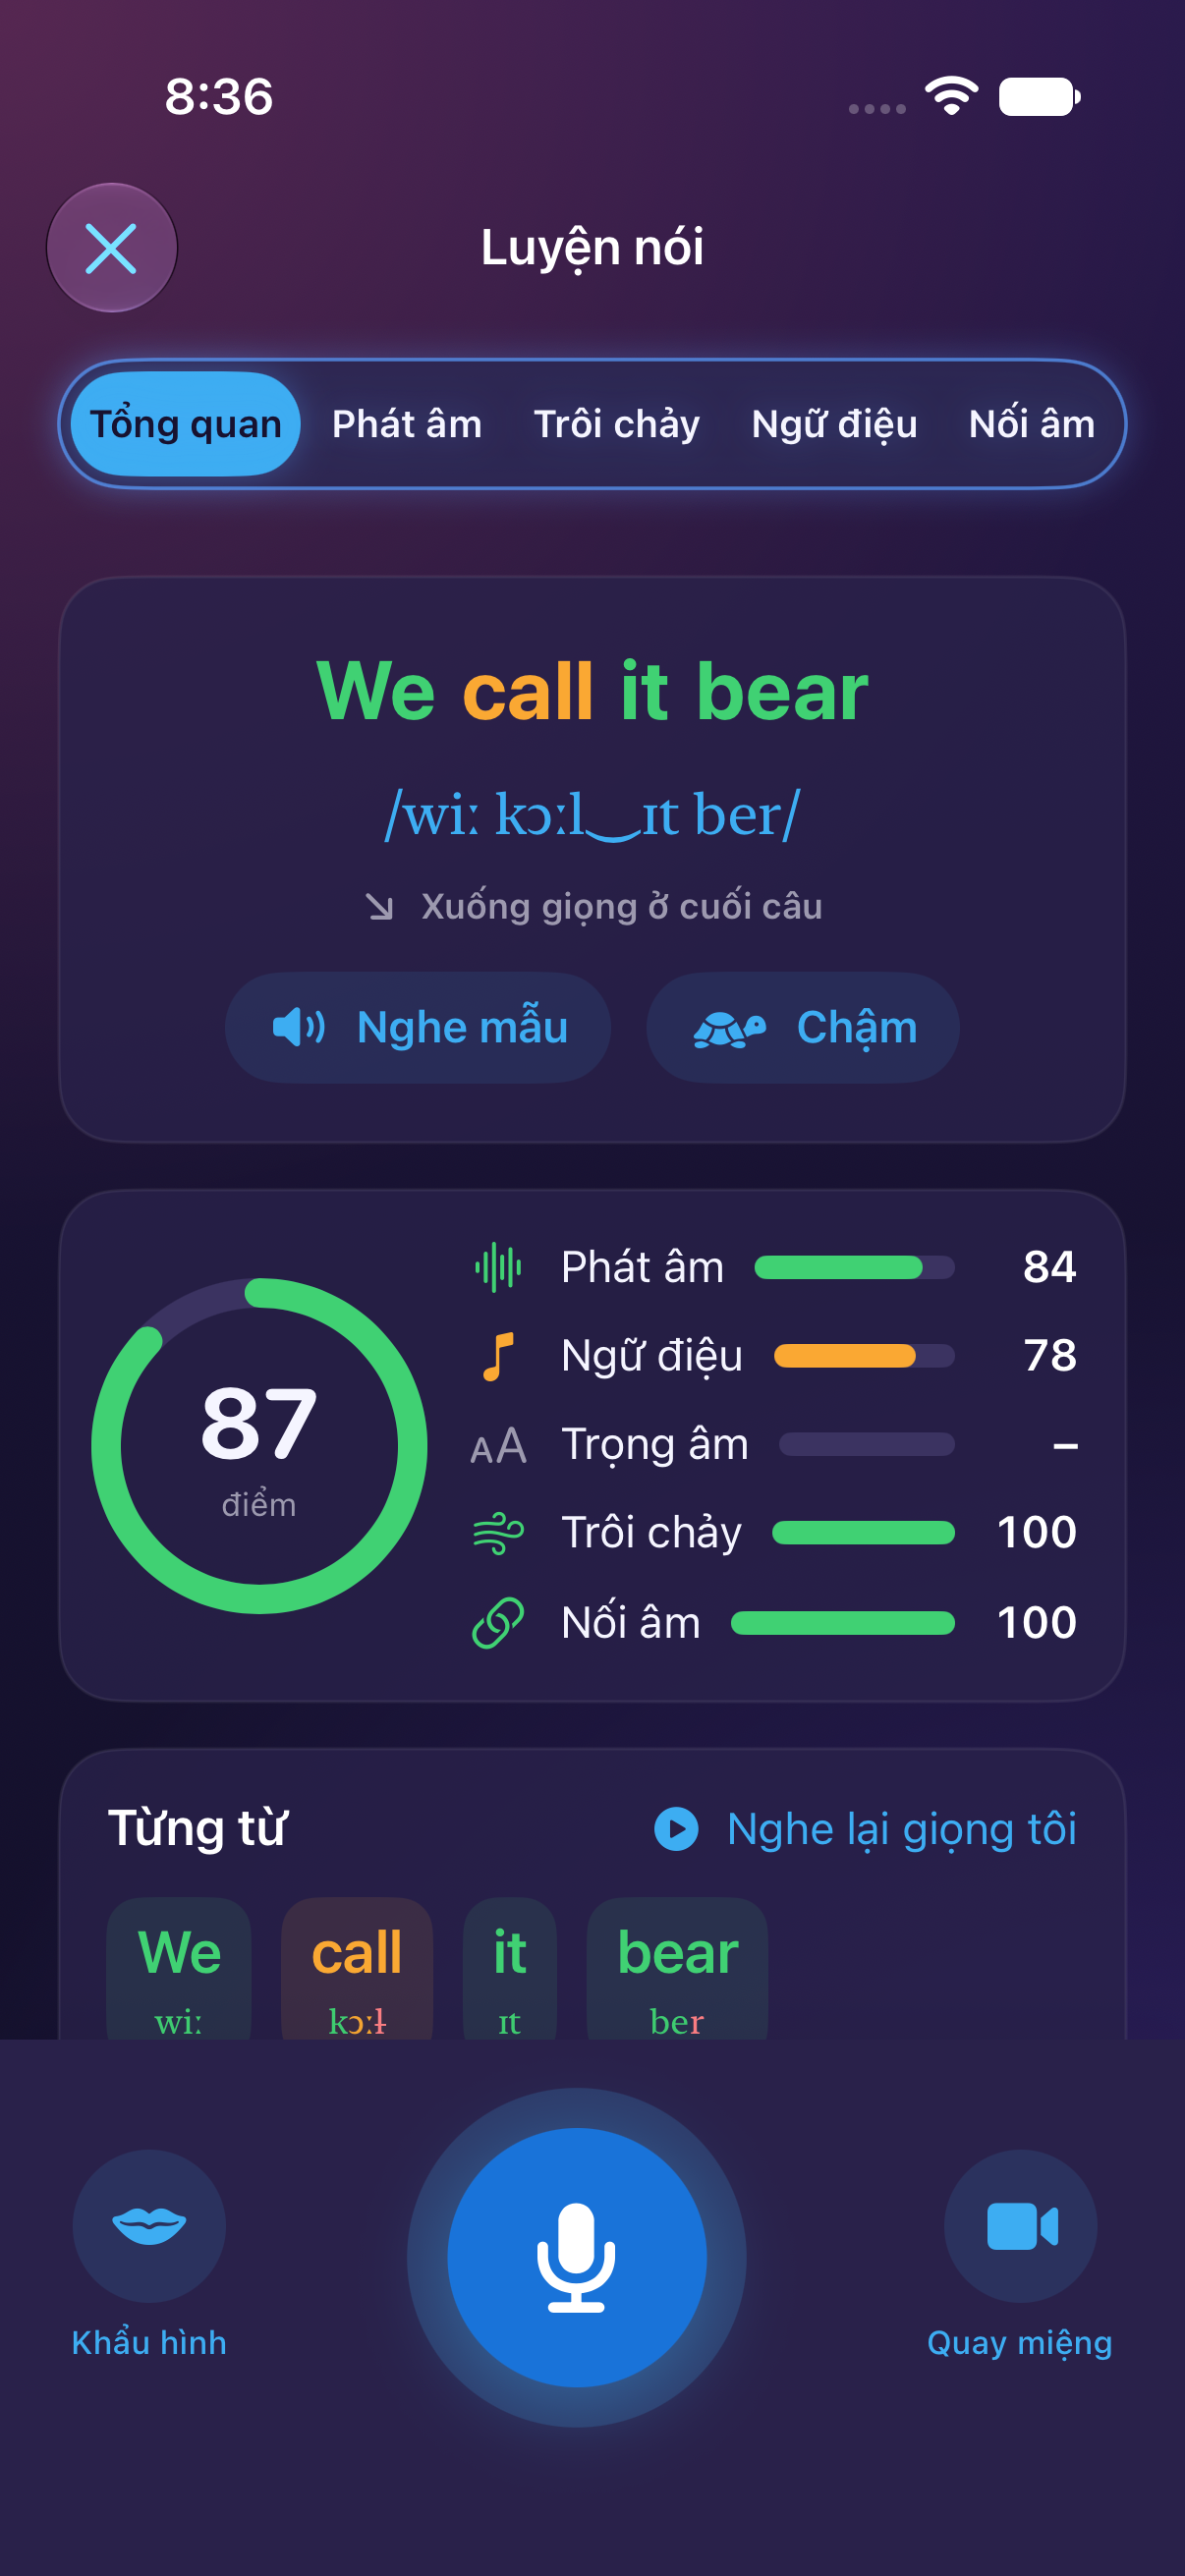 8:36
Luyện nói
Tổng quan Phát âm Trôi chảy Ngữ điệu Nối âm
We call it bear
/wiː kɔːl‿ɪt ber/
Xuống giọng ở cuối câu
Nghe mẫu Chậm
Phát âm 84
Ngữ điệu 78
AA Trọng âm –
Trôi chảy 100
Nối âm 100
87
điểm
Từng từ Nghe lại giọng tôi
We call it bear
wiː kɔːɫ ɪt ber
Khẩu hình Quay miệng